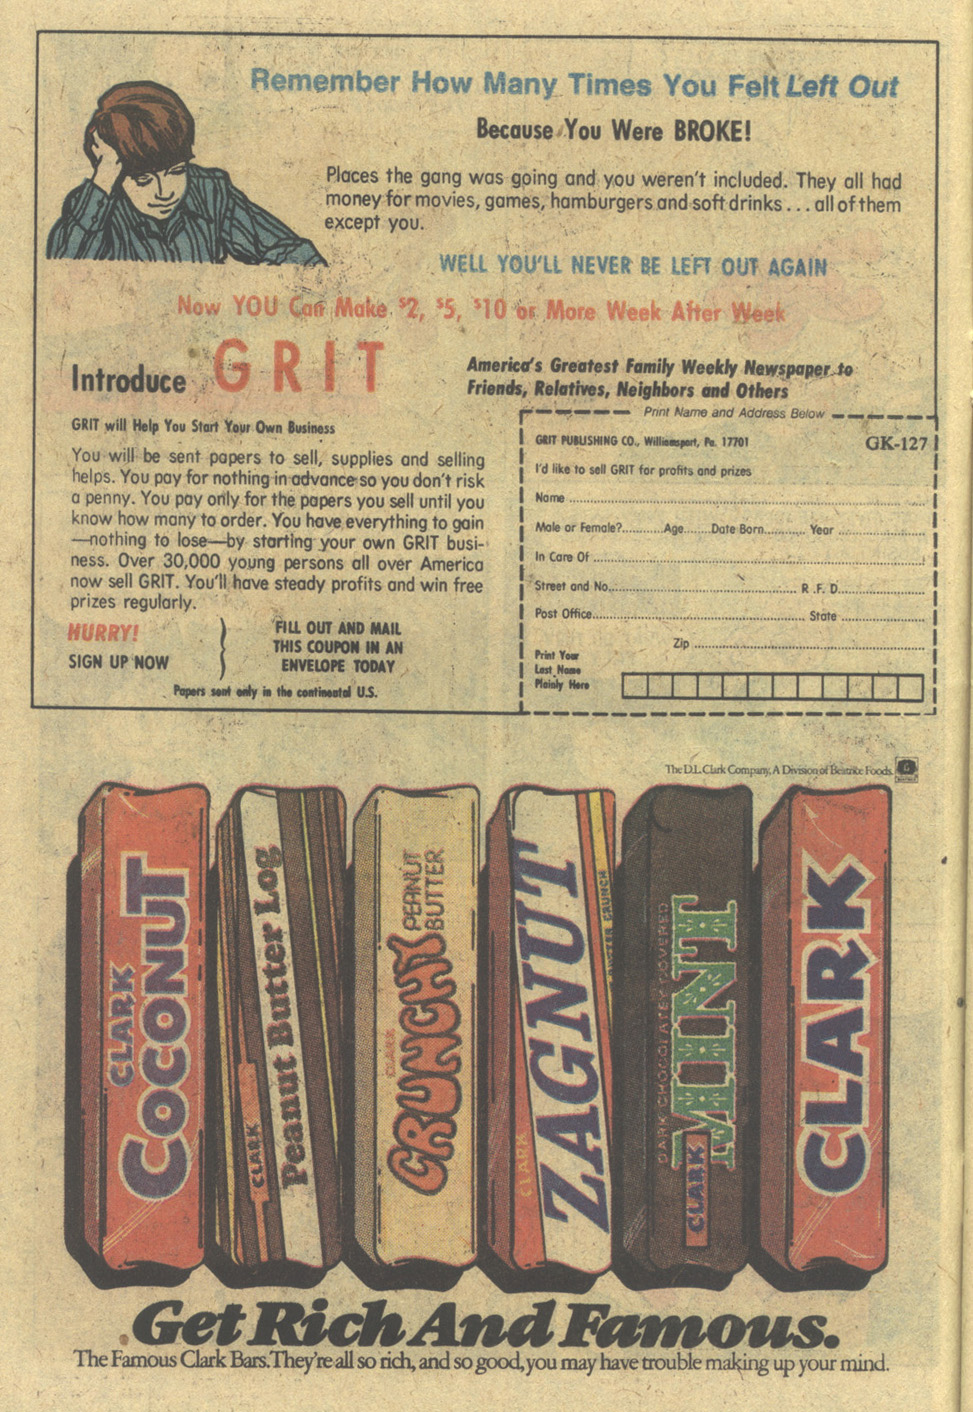 Remember How Many Times You Felt Left Out
Because You Were BROKE!
Places the gang was going and you weren't included. They all had
money for movies, games, hamburgers and soft drinks . . . all of them
except you.
WELL YOU'LL NEVER BE LEFT OUT AGAIN
Now YOU Can Make $2, $5, $10 or More Week After Week
Introduce GRIT
America's Greatest Family Weekly Newspaper to
Friends, Relatives, Neighbors and Others
GRIT will Help You Start Your Own Business
You will be sent papers to sell, supplies and selling
helps. You pay for nothing in advance so you don't risk
a penny. You pay only for the papers you sell until you
know how many to order. You have everything to gain
—nothing to lose—by starting your own GRIT busi-
ness. Over 30,000 young persons all over America
now sell GRIT. You'll have steady profits and win free
prizes regularly.
HURRY!
SIGN UP NOW
FILL OUT AND MAIL
THIS COUPON IN AN
ENVELOPE TODAY
Papers sent only in the continental U.S.
Print Name and Address Below
GRIT PUBLISHING CO., Williamsport, Pa. 17701 GK-127
I'd like to sell GRIT for profits and prizes
Name
Male or Female? Age Date Born Year
In Care Of
Street and No. R.F.D.
Post Office State
Zip
Print Your
Last Name
Plainly Here
The D.L. Clark Company, A Division of Beatrice Foods.
CLARK
COCONUT
CLARK
Peanut Butter Log
CLARK
CRUNCHY
PEANUT
BUTTER
CLARK
ZAGNUT
CRUNCH
DARK CHOCOLATEY COVERED
MINT
CLARK
CLARK
Get Rich And Famous.
The Famous Clark Bars. They're all so rich, and so good, you may have trouble making up your mind.